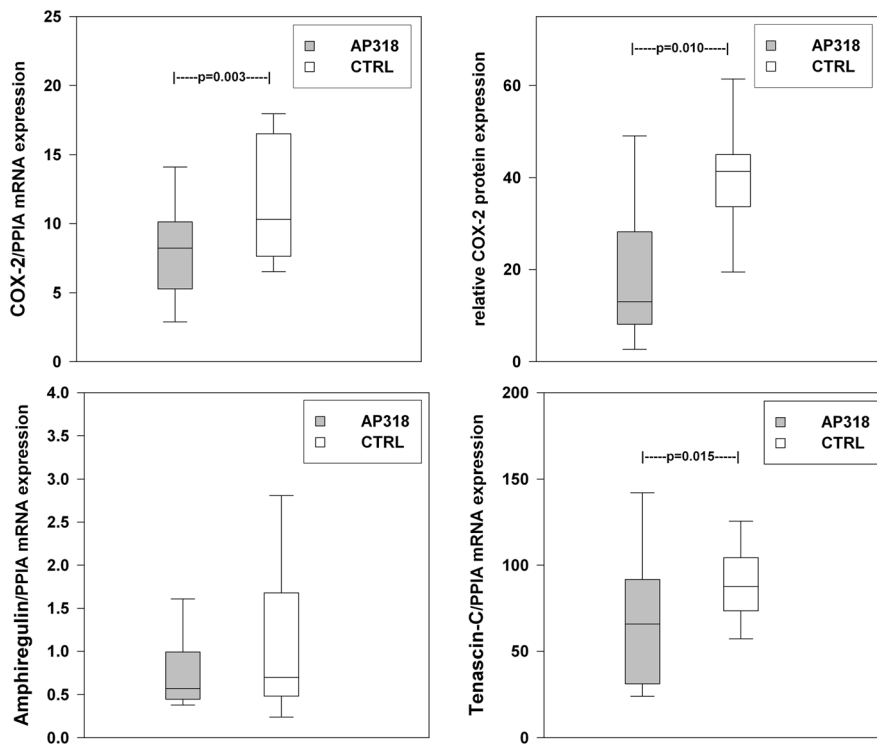 COX-2/PPIA mRNA expression
25
20
15
10
5
0
AP318
CTRL
|-----p=0.003-----|
relative COX-2 protein expression
60
40
20
0
AP318
CTRL
|-----p=0.010-----|
Amphiregulin/PPIA mRNA expression
4.0
3.5
3.0
2.5
2.0
1.5
1.0
0.5
0.0
AP318
CTRL
Tenascin-C/PPIA mRNA expression
200
150
100
50
0
AP318
CTRL
|-----p=0.015-----|